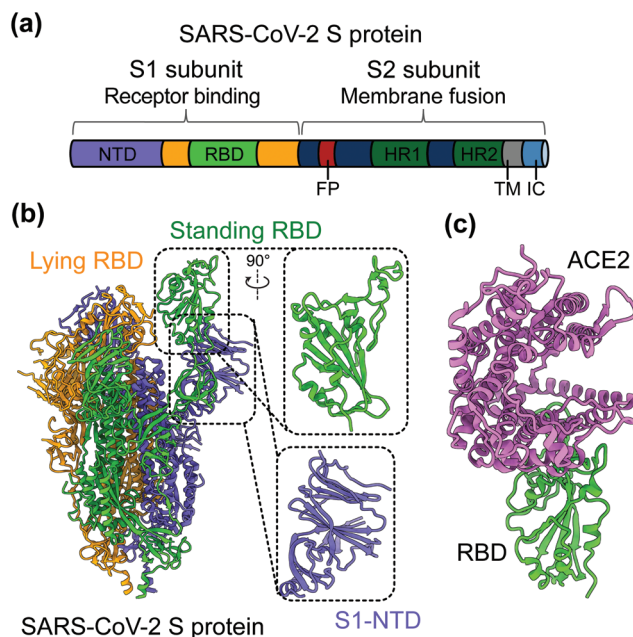 (a)
SARS-CoV-2 S protein
S1 subunit
Receptor binding
S2 subunit
Membrane fusion
NTD
RBD
HR1
HR2
FP
TM IC
(b)
Standing RBD
Lying RBD
90°
S1-NTD
SARS-CoV-2 S protein
(c)
ACE2
RBD